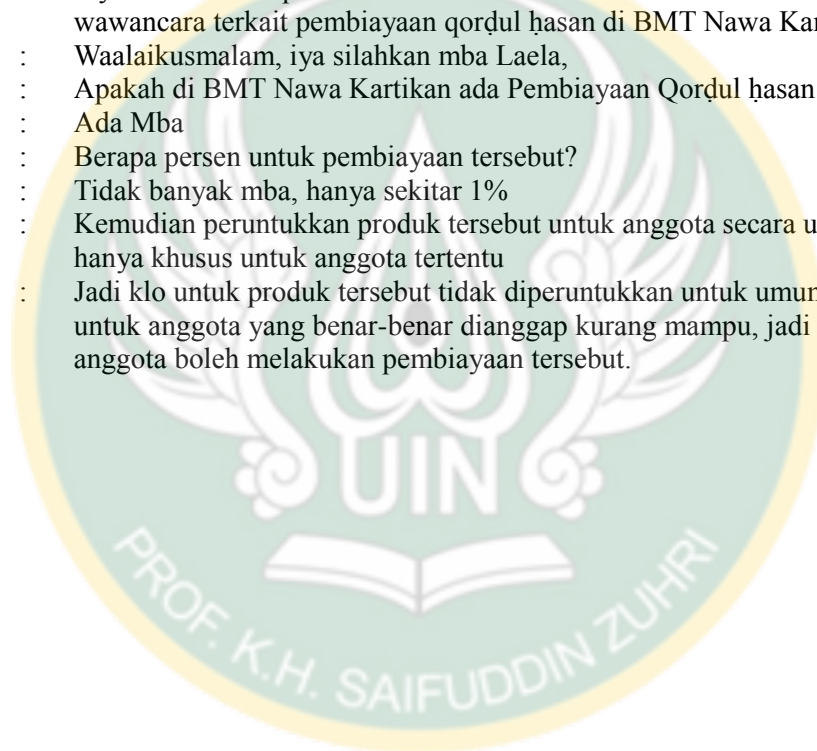 wawancara terkait pembiayaan qorḍul ḥasan di BMT Nawa
: Waalaikusmalam, iya silahkan mba Laela,
: Apakah di BMT Nawa Kartikan ada Pembiayaan Qorḍul ḥasan
: Ada Mba
: Berapa persen untuk pembiayaan tersebut?
: Tidak banyak mba, hanya sekitar 1%
: Kemudian peruntukkan produk tersebut untuk anggota secara
hanya khusus untuk anggota tertentu
: Jadi klo untuk produk tersebut tidak diperuntukkan untuk
untuk anggota yang benar-benar dianggap kurang mampu, jadi
anggota boleh melakukan pembiayaan tersebut.
UIN
PROF. K.H. SAIFUDDIN ZUHRI